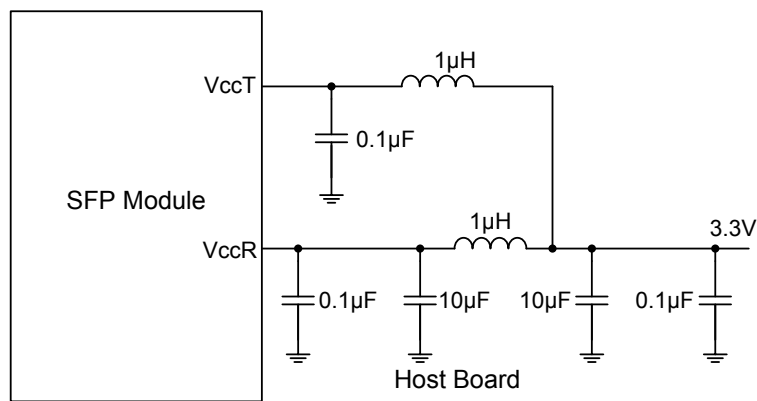 1µH
VccT
0.1µF
SFP Module
1µH
3.3V
VccR
0.1µF
10µF
10µF
0.1µF
Host Board